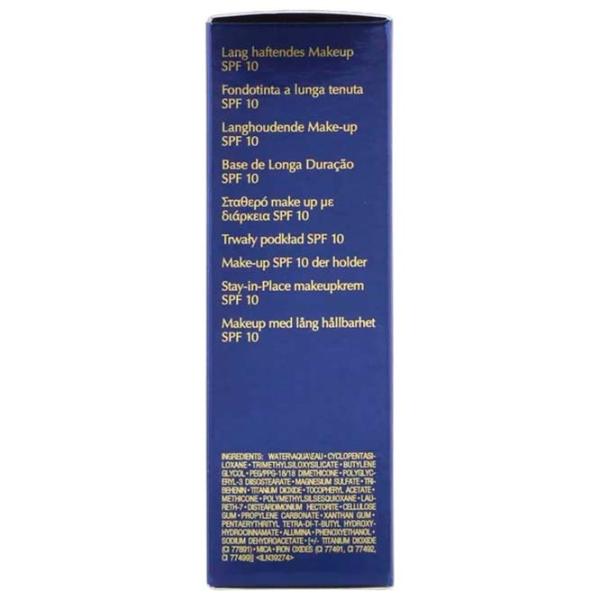 Lang haftendes Makeup
SPF 10
Fondotinta a lunga tenuta
SPF 10
Langhoudende Make-up
SPF 10
Base de Longa Duração
SPF 10
Σταθερό make up με
διάρκεια SPF 10
Trwały podkład SPF 10
Make-up SPF 10 der holder
Stay-in-Place makeupkrem
SPF 10
Makeup med lång hållbarhet
SPF 10
INGREDIENTS: WATER\AQUA\EAU • CYCLOPENTASI-
LOXANE • TRIMETHYLSILOXYSILICATE • BUTYLENE
GLYCOL • PEG/PPG-18/18 DIMETHICONE • POLYGLYC-
ERYL-3 DIISOSTEARATE • MAGNESIUM SULFATE • TRI-
BEHENIN • TITANIUM DIOXIDE • TOCOPHERYL ACETATE •
METHICONE • POLYMETHYLSILSESQUIOXANE • LAU-
RETH-7 • DISTEARDIMONIUM HECTORITE • CELLULOSE
GUM • PROPYLENE CARBONATE • XANTHAN GUM •
PENTAERYTHRITYL TETRA-DI-T-BUTYL HYDROXY-
HYDROCINNAMATE • ALUMINA • PHENOXYETHANOL •
SODIUM DEHYDROACETATE • [+/- TITANIUM DIOXIDE
(CI 77891) • MICA • IRON OXIDES (CI 77491, CI 77492,
CI 77499)] <ILN39274>